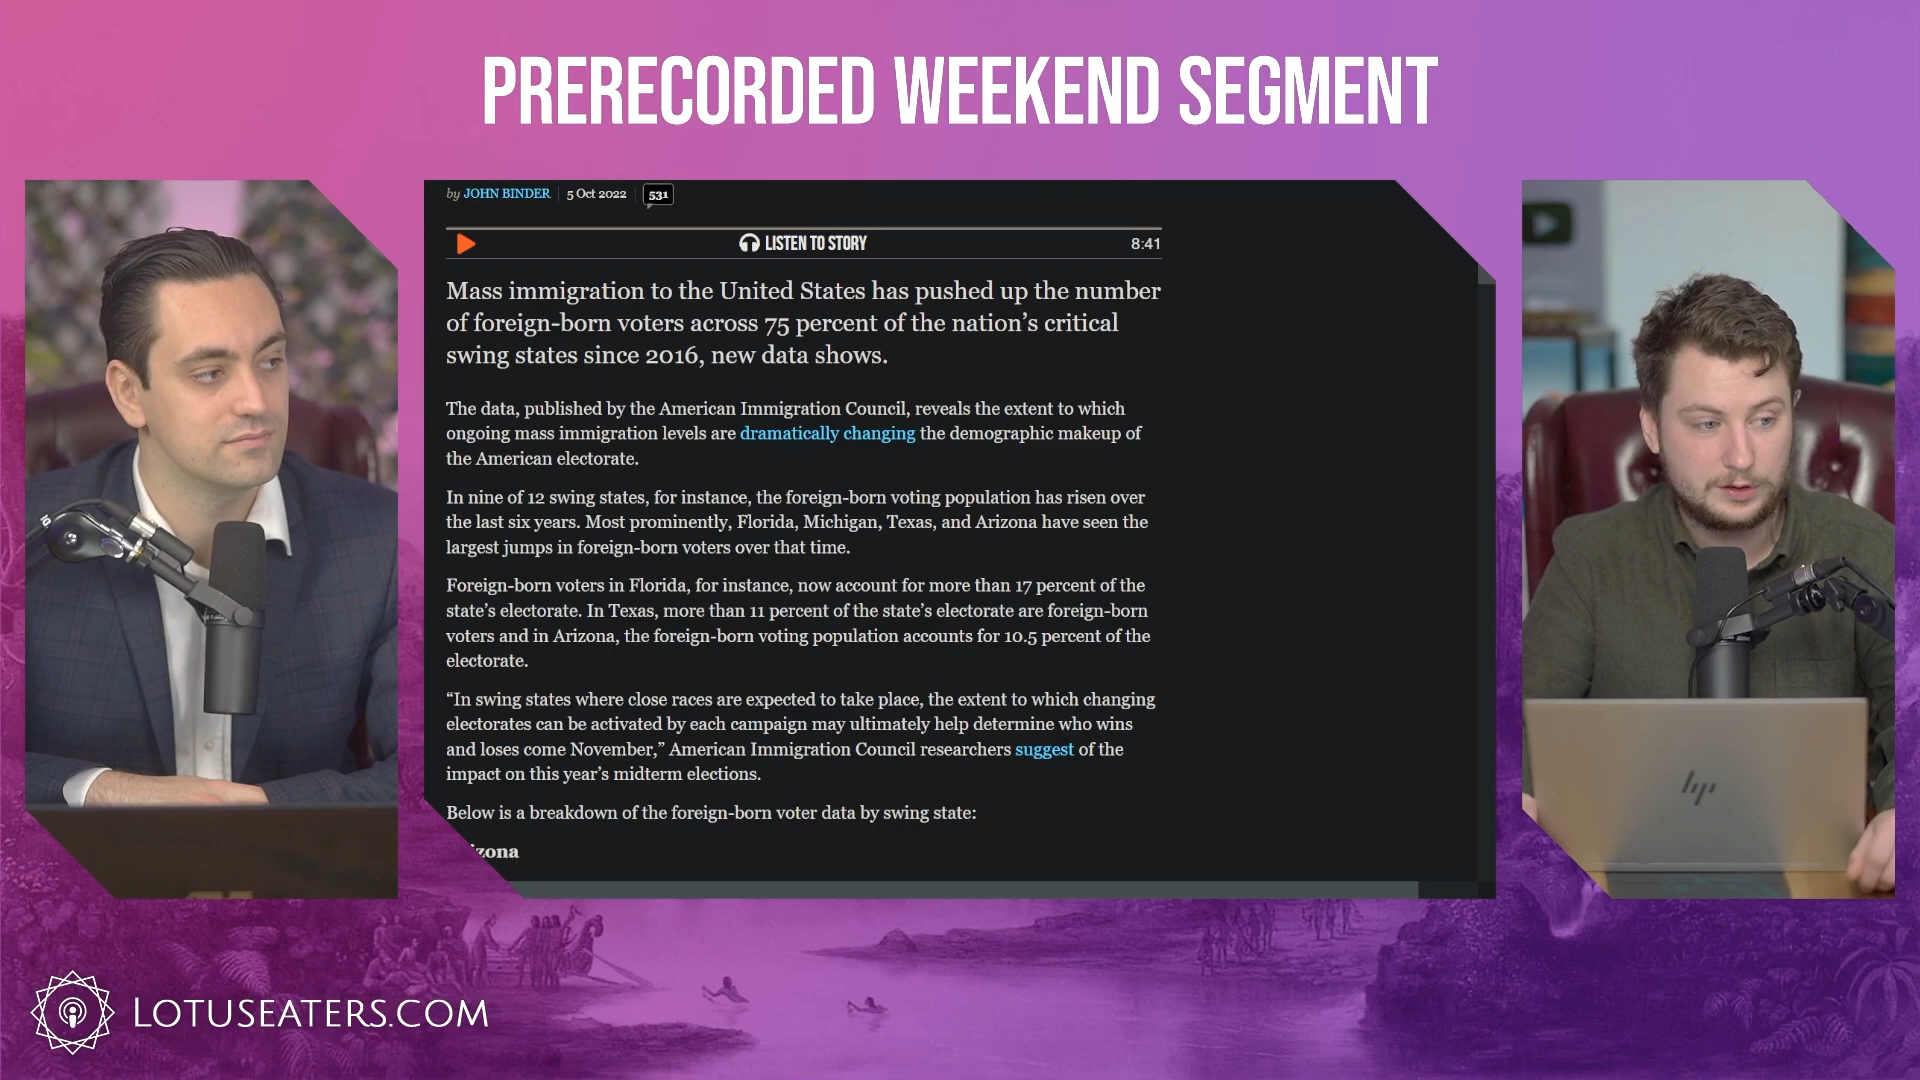 PRERECORDED WEEKEND SEGMENT
by JOHN BINDER 5 Oct 2022 531
LISTEN TO STORY 8:41
Mass immigration to the United States has pushed up the number
of foreign-born voters across 75 percent of the nation’s critical
swing states since 2016, new data shows.
The data, published by the American Immigration Council, reveals the extent to which
ongoing mass immigration levels are dramatically changing the demographic makeup of
the American electorate.
In nine of 12 swing states, for instance, the foreign-born voting population has risen over
the last six years. Most prominently, Florida, Michigan, Texas, and Arizona have seen the
largest jumps in foreign-born voters over that time.
Foreign-born voters in Florida, for instance, now account for more than 17 percent of the
state’s electorate. In Texas, more than 11 percent of the state’s electorate are foreign-born
voters and in Arizona, the foreign-born voting population accounts for 10.5 percent of the
electorate.
“In swing states where close races are expected to take place, the extent to which changing
electorates can be activated by each campaign may ultimately help determine who wins
and loses come November,” American Immigration Council researchers suggest of the
impact on this year’s midterm elections.
Below is a breakdown of the foreign-born voter data by swing state:
zona
hp
LOTUSEATERS.COM